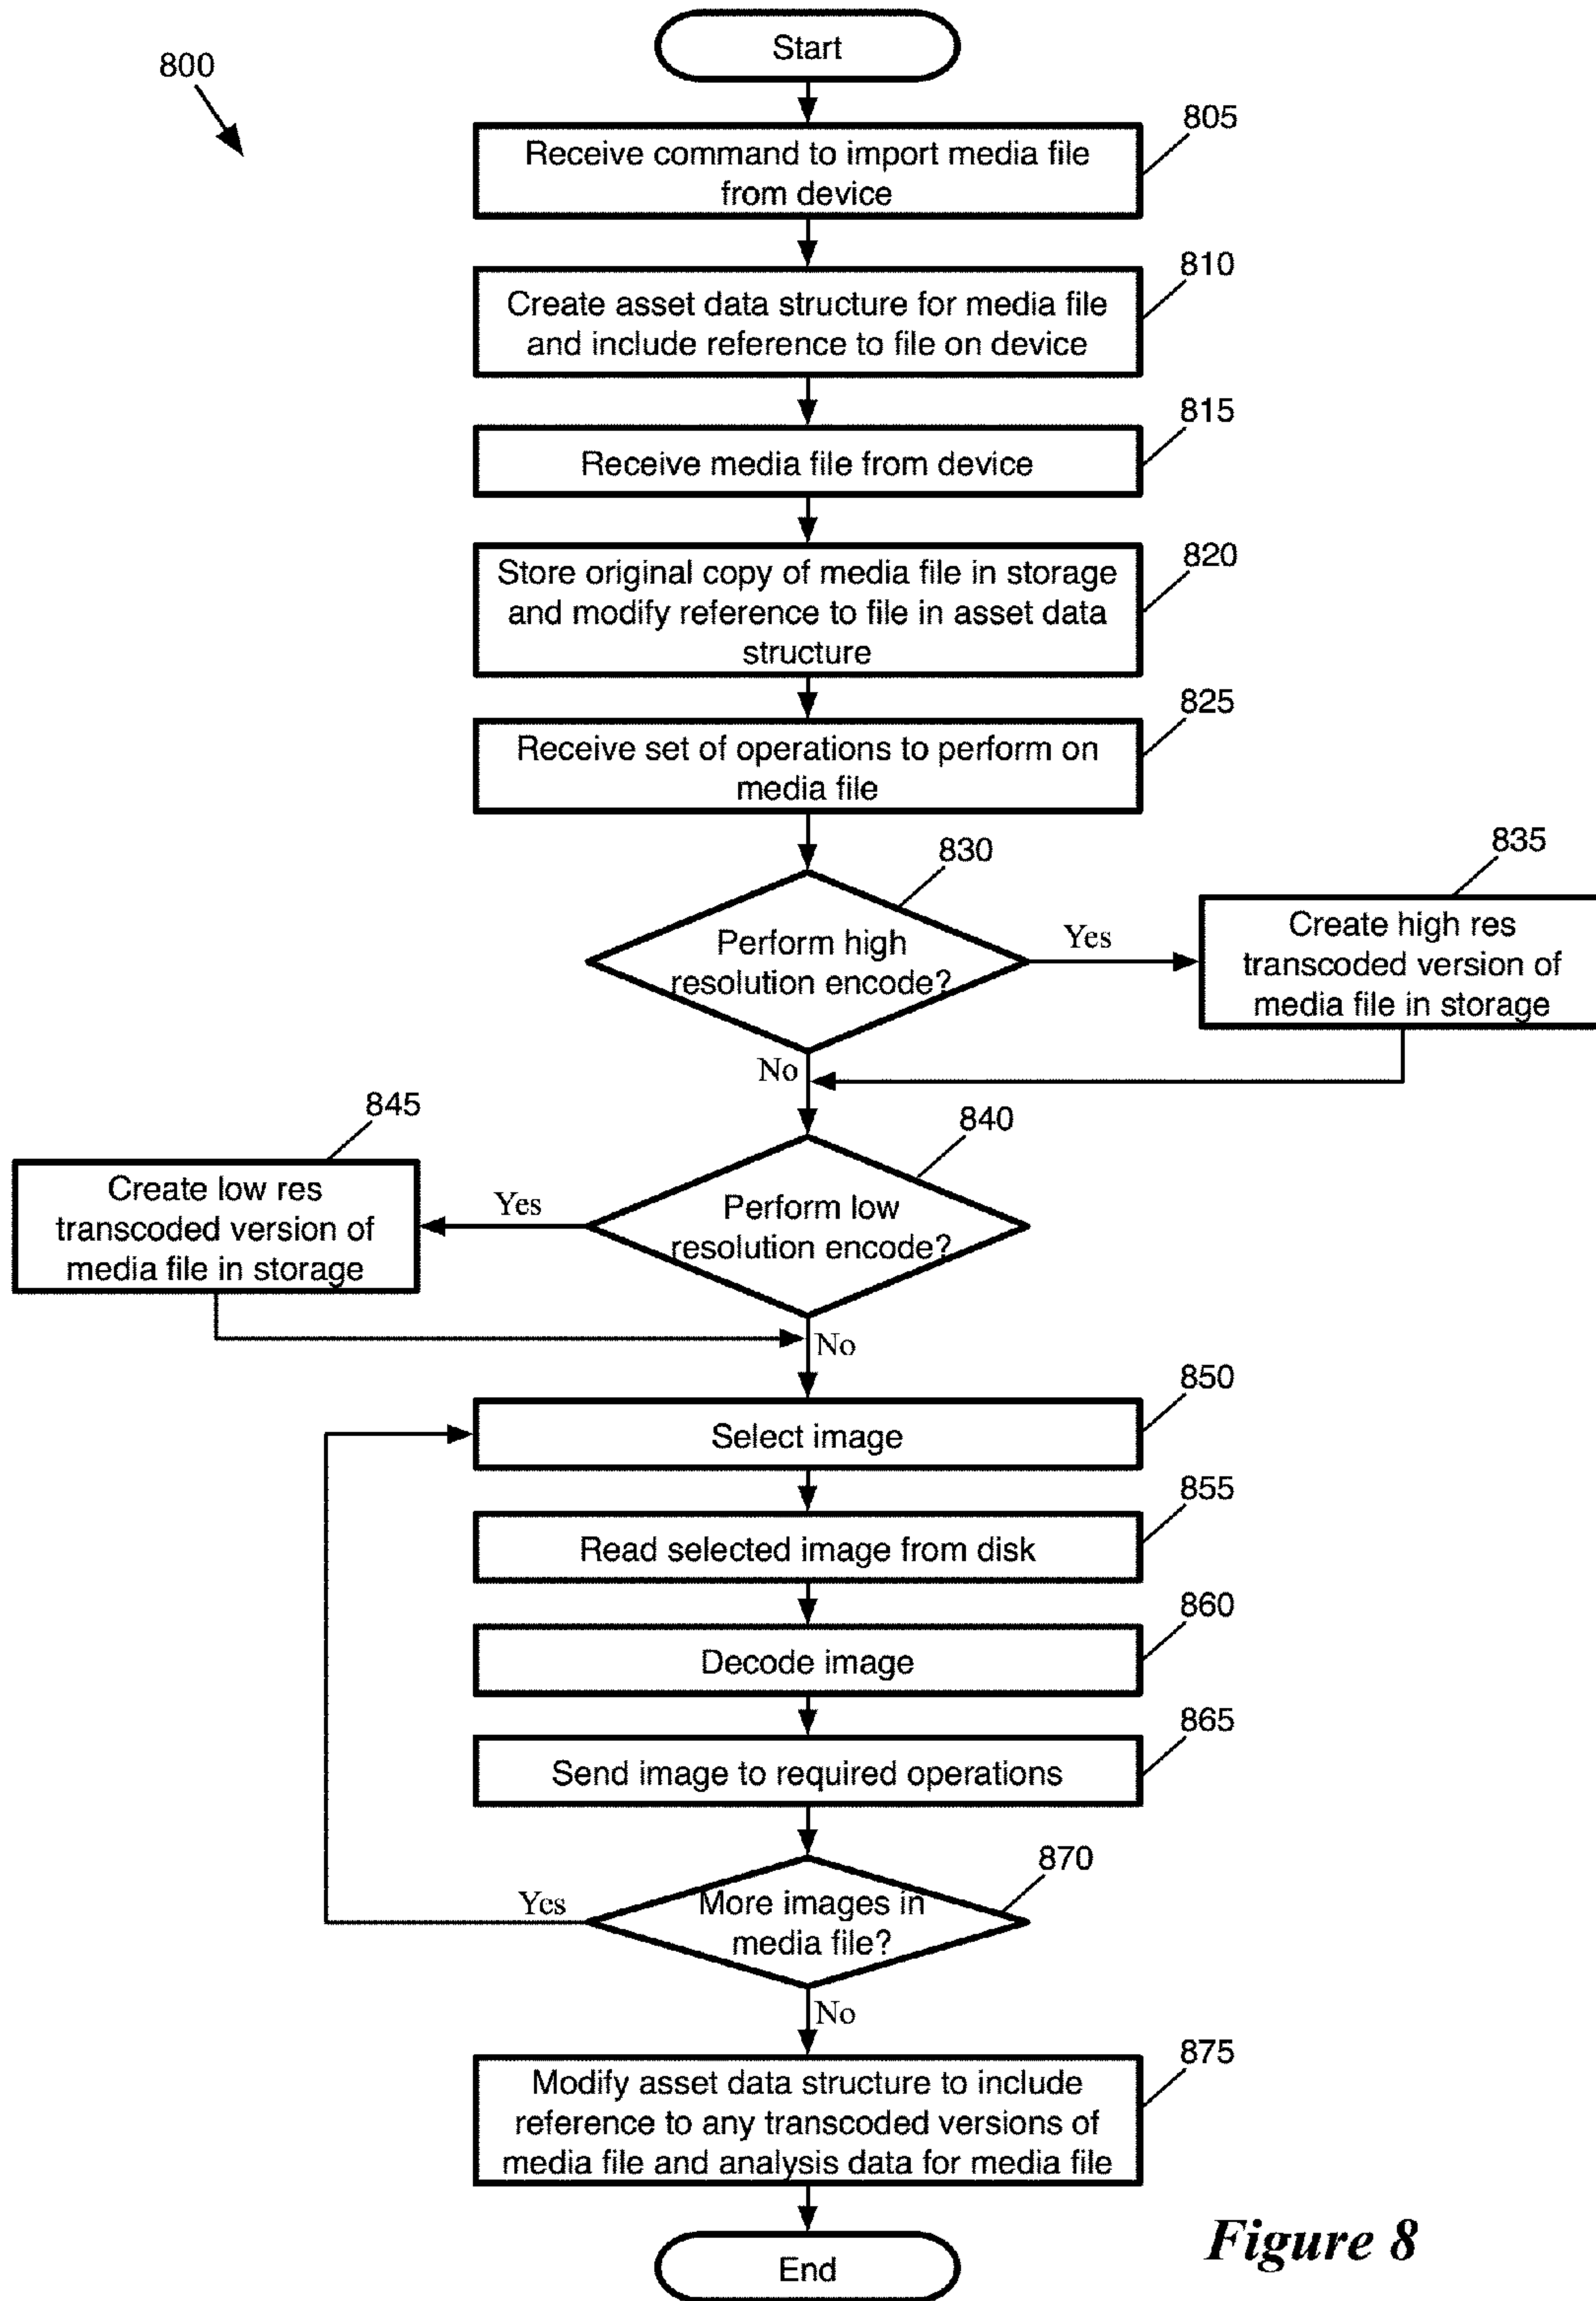 Start
800
805
Receive command to import media file
from device
810
Create asset data structure for media file
and include reference to file on device
815
Receive media file from device
820
Store original copy of media file in storage
and modify reference to file in asset data
structure
825
Receive set of operations to perform on
media file
830
Perform high
resolution encode?
Yes
835
Create high res
transcoded version of
media file in storage
No
840
Perform low
resolution encode?
Yes
845
Create low res
transcoded version of
media file in storage
No
850
Select image
855
Read selected image from disk
860
Decode image
865
Send image to required operations
870
More images in
media file?
Yes
No
875
Modify asset data structure to include
reference to any transcoded versions of
media file and analysis data for media file
End
Figure 8